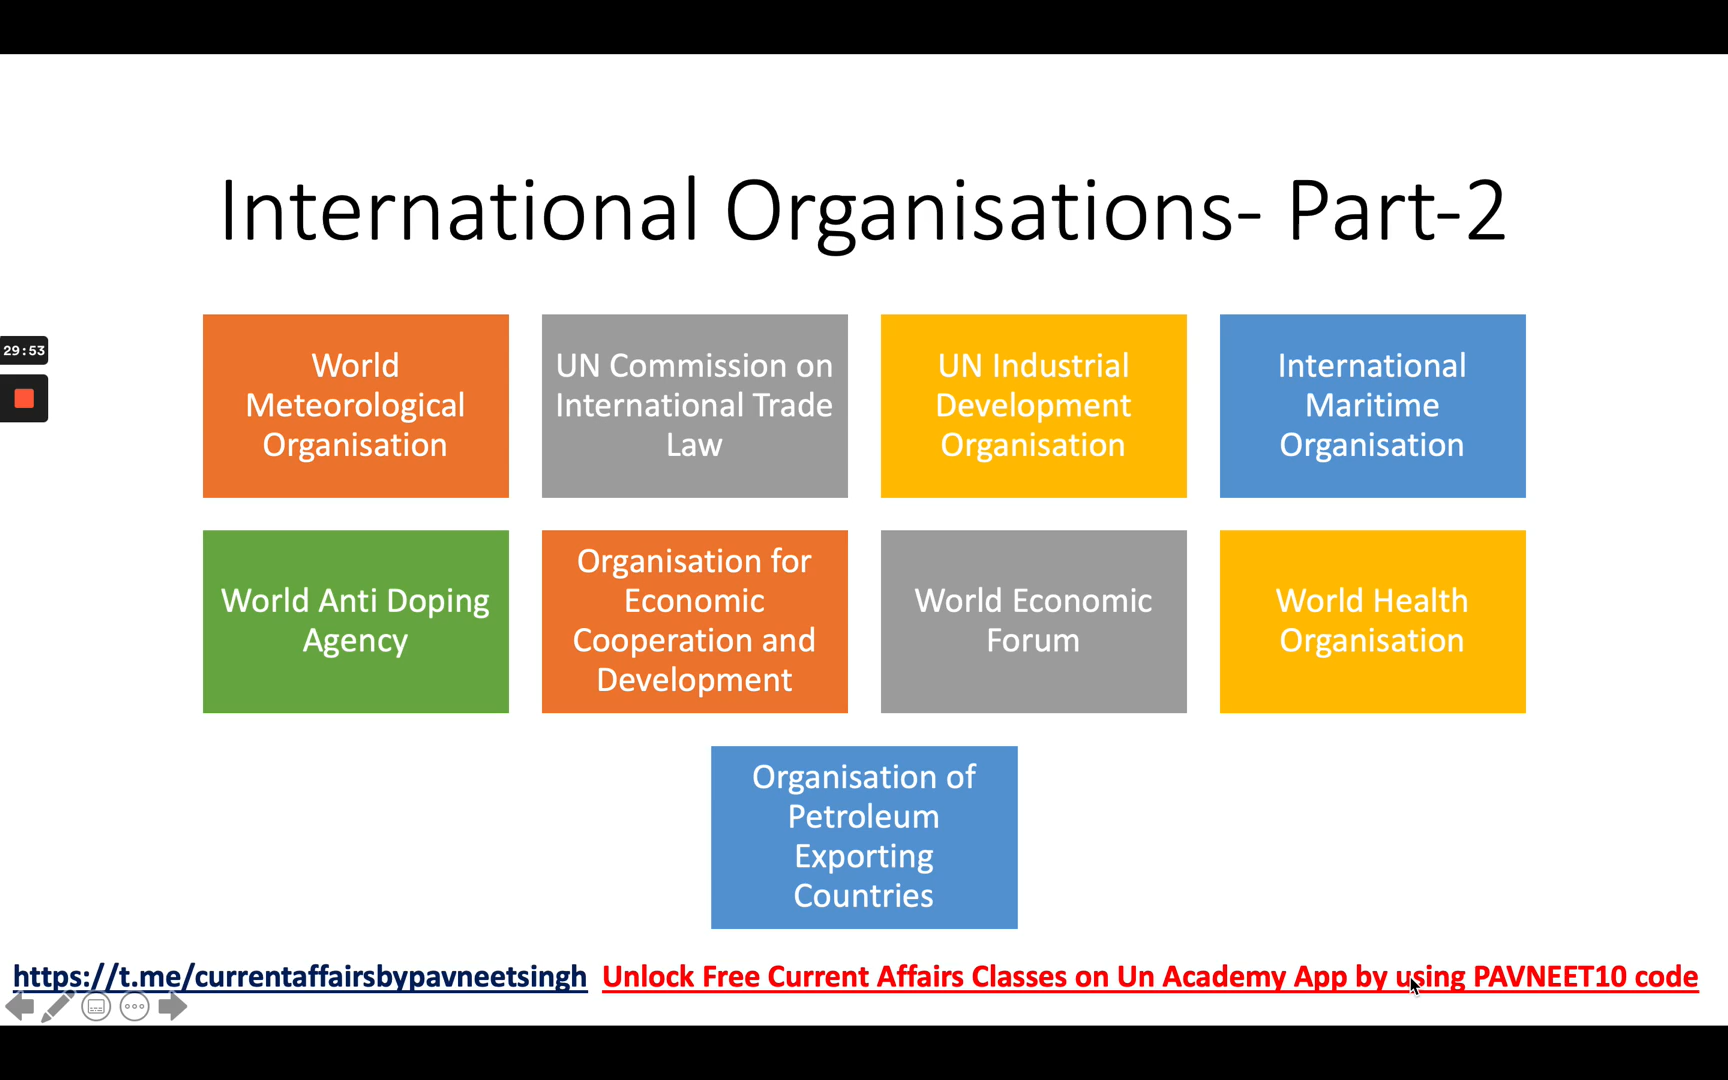 International Organisations- Part-2
29:53
World
Meteorological
Organisation
UN Commission on
International Trade
Law
UN Industrial
Development
Organisation
International
Maritime
Organisation
World Anti Doping
Agency
Organisation for
Economic
Cooperation and
Development
World Economic
Forum
World Health
Organisation
Organisation of
Petroleum
Exporting
Countries
https://t.me/currentaffairsbypavneetsingh Unlock Free Current Affairs Classes on Un Academy App by using PAVNEET10 code